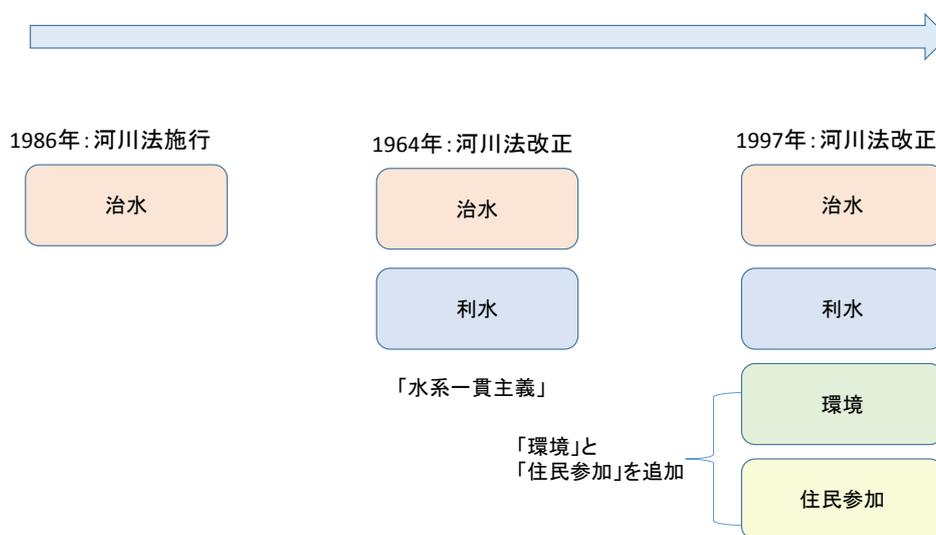 1986年：河川法施行
治水
1964年：河川法改正
治水
利水
「水系一貫主義」
1997年：河川法改正
治水
利水
環境
住民参加
「環境」と
「住民参加」を追加